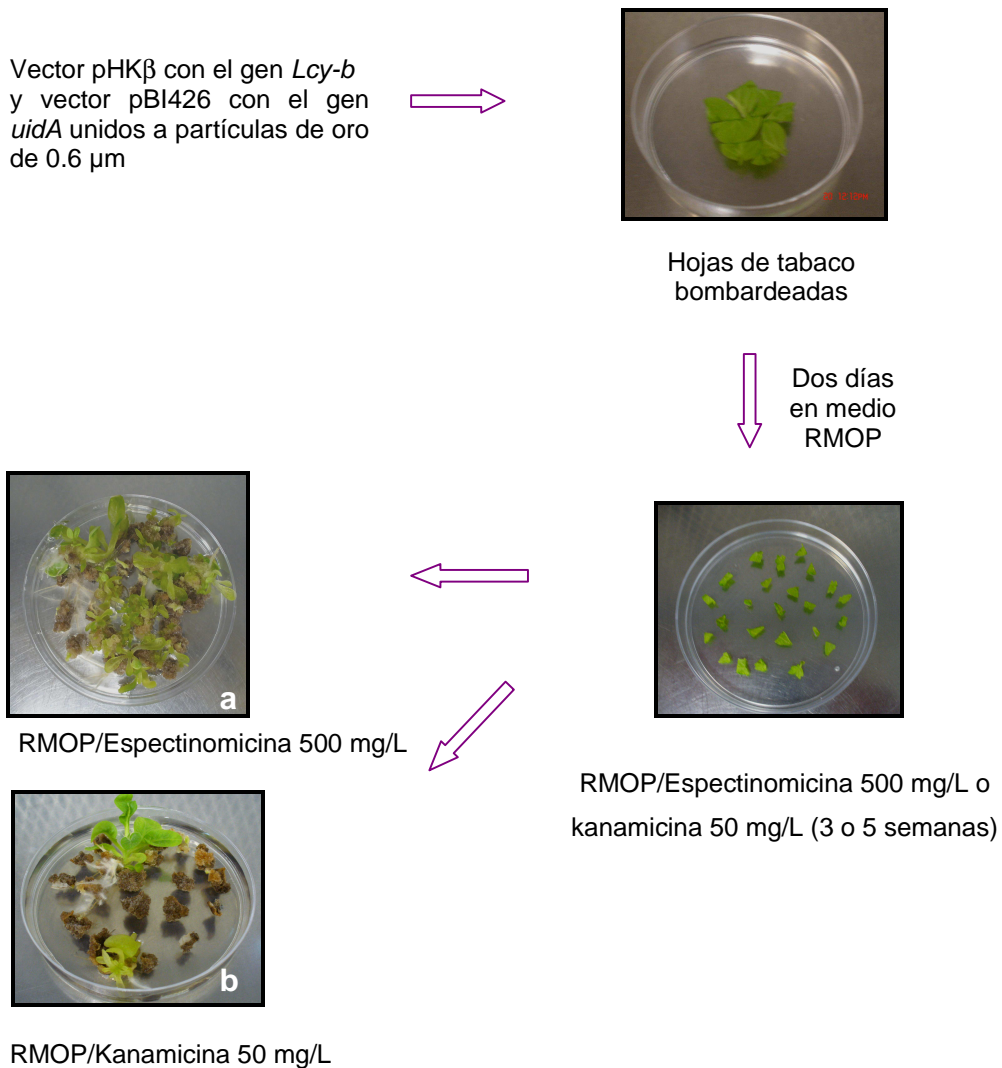 Vector pHKβ con el gen Lcy-b
y vector pBI426 con el gen
uidA unidos a partículas de oro
de 0.6 μm
Hojas de tabaco
bombardeadas
Dos días
en medio
RMOP
a
RMOP/Espectinomicina 500 mg/L
RMOP/Espectinomicina 500 mg/L o
kanamicina 50 mg/L (3 o 5 semanas)
b
RMOP/Kanamicina 50 mg/L